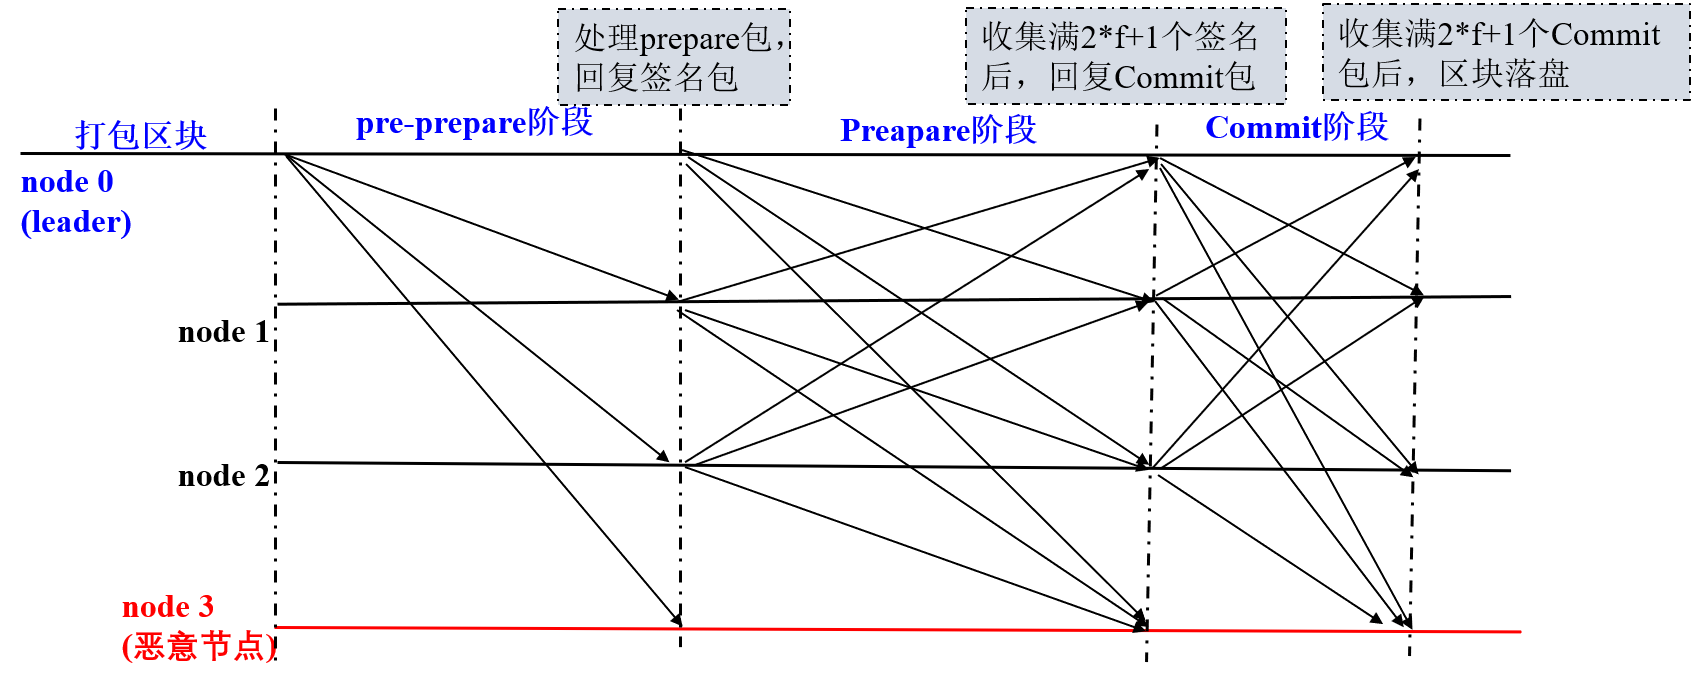 处理prepare包，
回复签名包
收集满2*f+1个签名
后，回复Commit包
收集满2*f+1个Commit
包后，区块落盘
打包区块
pre-prepare阶段
Preapare阶段
Commit阶段
node 0
(leader)
node 1
node 2
node 3
(恶意节点)